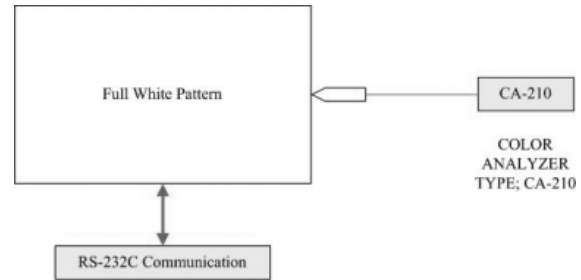 Full White Pattern
CA-210
COLOR
ANALYZER
TYPE; CA-210
RS-232C Communication